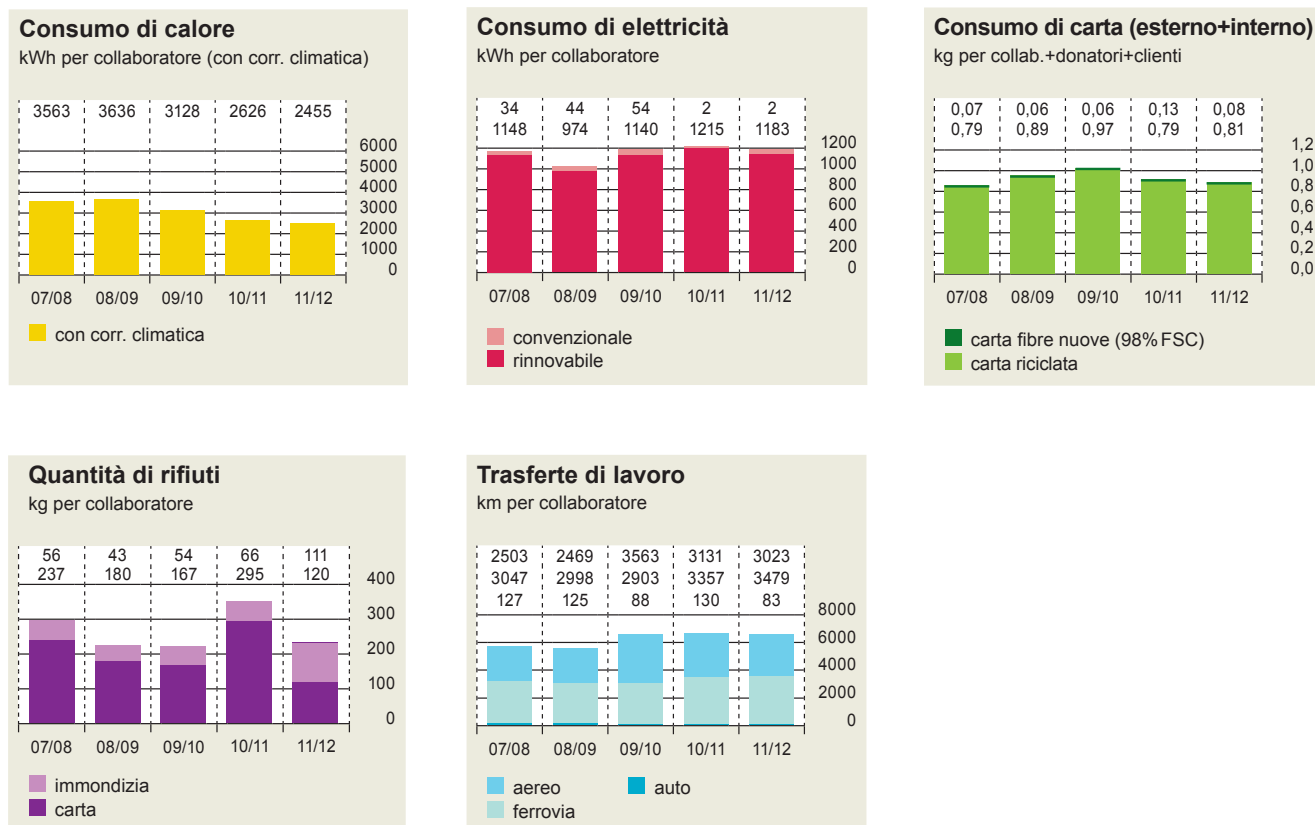 Consumo di calore
kWh per collaboratore (con corr. climatica)
3563 3636 3128 2626 2455
6000
5000
4000
3000
2000
1000
0
07/08 08/09 09/10 10/11 11/12
con corr. climatica
Consumo di elettricità
kWh per collaboratore
34 44 54 2 2
1148 974 1140 1215 1183
1200
1000
800
600
400
200
0
07/08 08/09 09/10 10/11 11/12
convenzionale
rinnovabile
Consumo di carta (esterno+interno)
kg per collab.+donatori+clienti
0,07 0,06 0,06 0,13 0,08
0,79 0,89 0,97 0,79 0,81
1,2
1,0
0,8
0,6
0,4
0,2
0,0
07/08 08/09 09/10 10/11 11/12
carta fibre nuove (98% FSC)
carta riciclata
Quantità di rifiuti
kg per collaboratore
56 43 54 66 111
237 180 167 295 120
400
300
200
100
0
07/08 08/09 09/10 10/11 11/12
immondizia
carta
Trasferte di lavoro
km per collaboratore
2503 2469 3563 3131 3023
3047 2998 2903 3357 3479
127 125 88 130 83
8000
6000
4000
2000
0
07/08 08/09 09/10 10/11 11/12
aereo auto
ferrovia